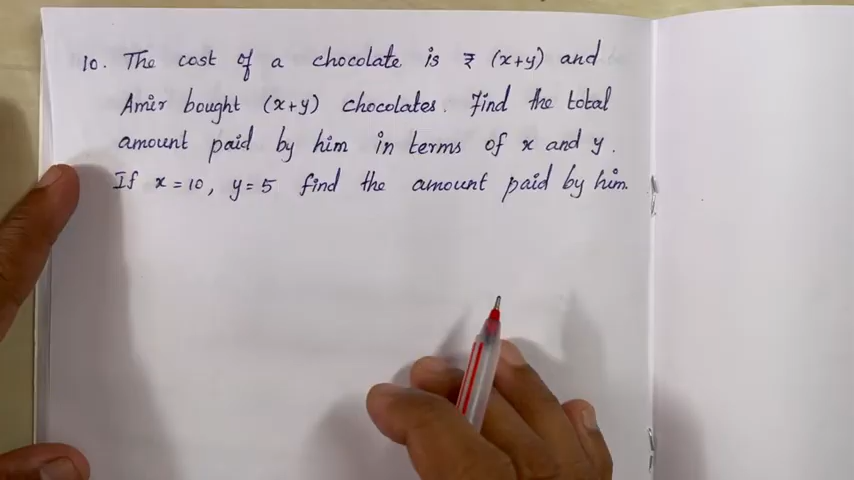 10. The cost of a chocolate is ₹ (x+y) and
Amir bought (x+y) chocolates. Find the total
amount paid by him in terms of x and y.
If x=10, y=5 find the amount paid by him.